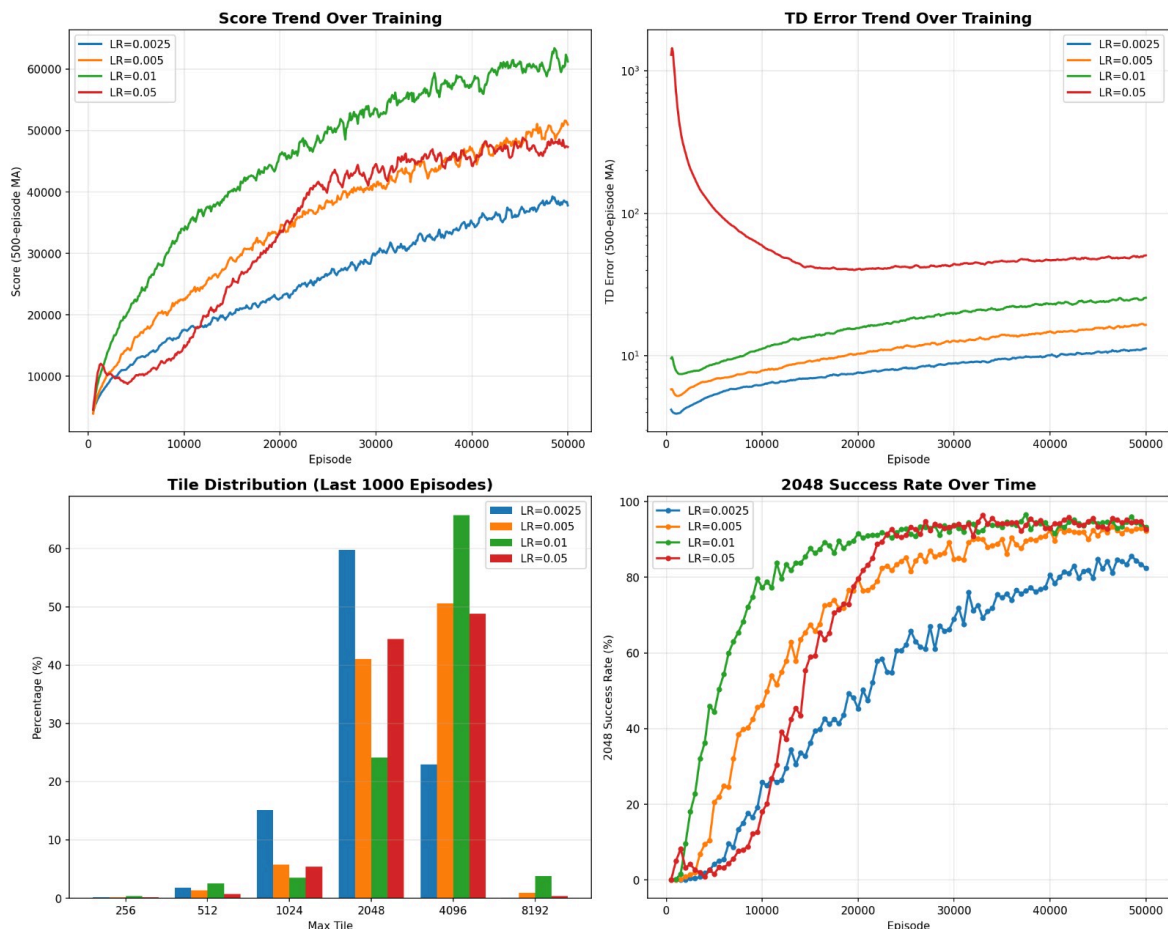 Score Trend Over Training
LR=0.0025
LR=0.005
LR=0.01
LR=0.05
60000
50000
40000
30000
20000
10000
Score (500-episode MA)
0
10000
20000
30000
40000
50000
Episode
TD Error Trend Over Training
LR=0.0025
LR=0.005
LR=0.01
LR=0.05
10³
10²
10¹
TD Error (500-episode MA)
0
10000
20000
30000
40000
50000
Episode
Tile Distribution (Last 1000 Episodes)
LR=0.0025
LR=0.005
LR=0.01
LR=0.05
60
50
40
30
20
10
0
Percentage (%)
256
512
1024
2048
4096
8192
Max Tile
2048 Success Rate Over Time
LR=0.0025
LR=0.005
LR=0.01
LR=0.05
100
80
60
40
20
0
2048 Success Rate (%)
0
10000
20000
30000
40000
50000
Episode